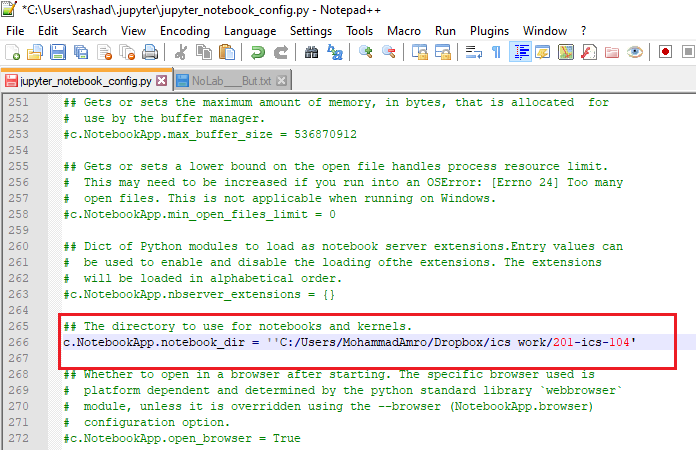 *C:\Users\rashad\.jupyter\jupyter_notebook_config.py - Notepad++
File Edit Search View Encoding Language Settings Tools Macro Run Plugins Window ?
jupyter_notebook_config.py NoLab___But.txt
251 ## Gets or sets the maximum amount of memory, in bytes, that is allocated for
252 # use by the buffer manager.
253 #c.NotebookApp.max_buffer_size = 536870912
254
255 ## Gets or sets a lower bound on the open file handles process resource limit.
256 # This may need to be increased if you run into an OSError: [Errno 24] Too many
257 # open files. This is not applicable when running on Windows.
258 #c.NotebookApp.min_open_files_limit = 0
259
260 ## Dict of Python modules to load as notebook server extensions.Entry values can
261 # be used to enable and disable the loading ofthe extensions. The extensions
262 # will be loaded in alphabetical order.
263 #c.NotebookApp.nbserver_extensions = {}
264
265 ## The directory to use for notebooks and kernels.
266 c.NotebookApp.notebook_dir = ''C:/Users/MohammadAmro/Dropbox/ics work/201-ics-104'
267
268 ## Whether to open in a browser after starting. The specific browser used is
269 # platform dependent and determined by the python standard library `webbrowser`
270 # module, unless it is overridden using the --browser (NotebookApp.browser)
271 # configuration option.
272 #c.NotebookApp.open_browser = True